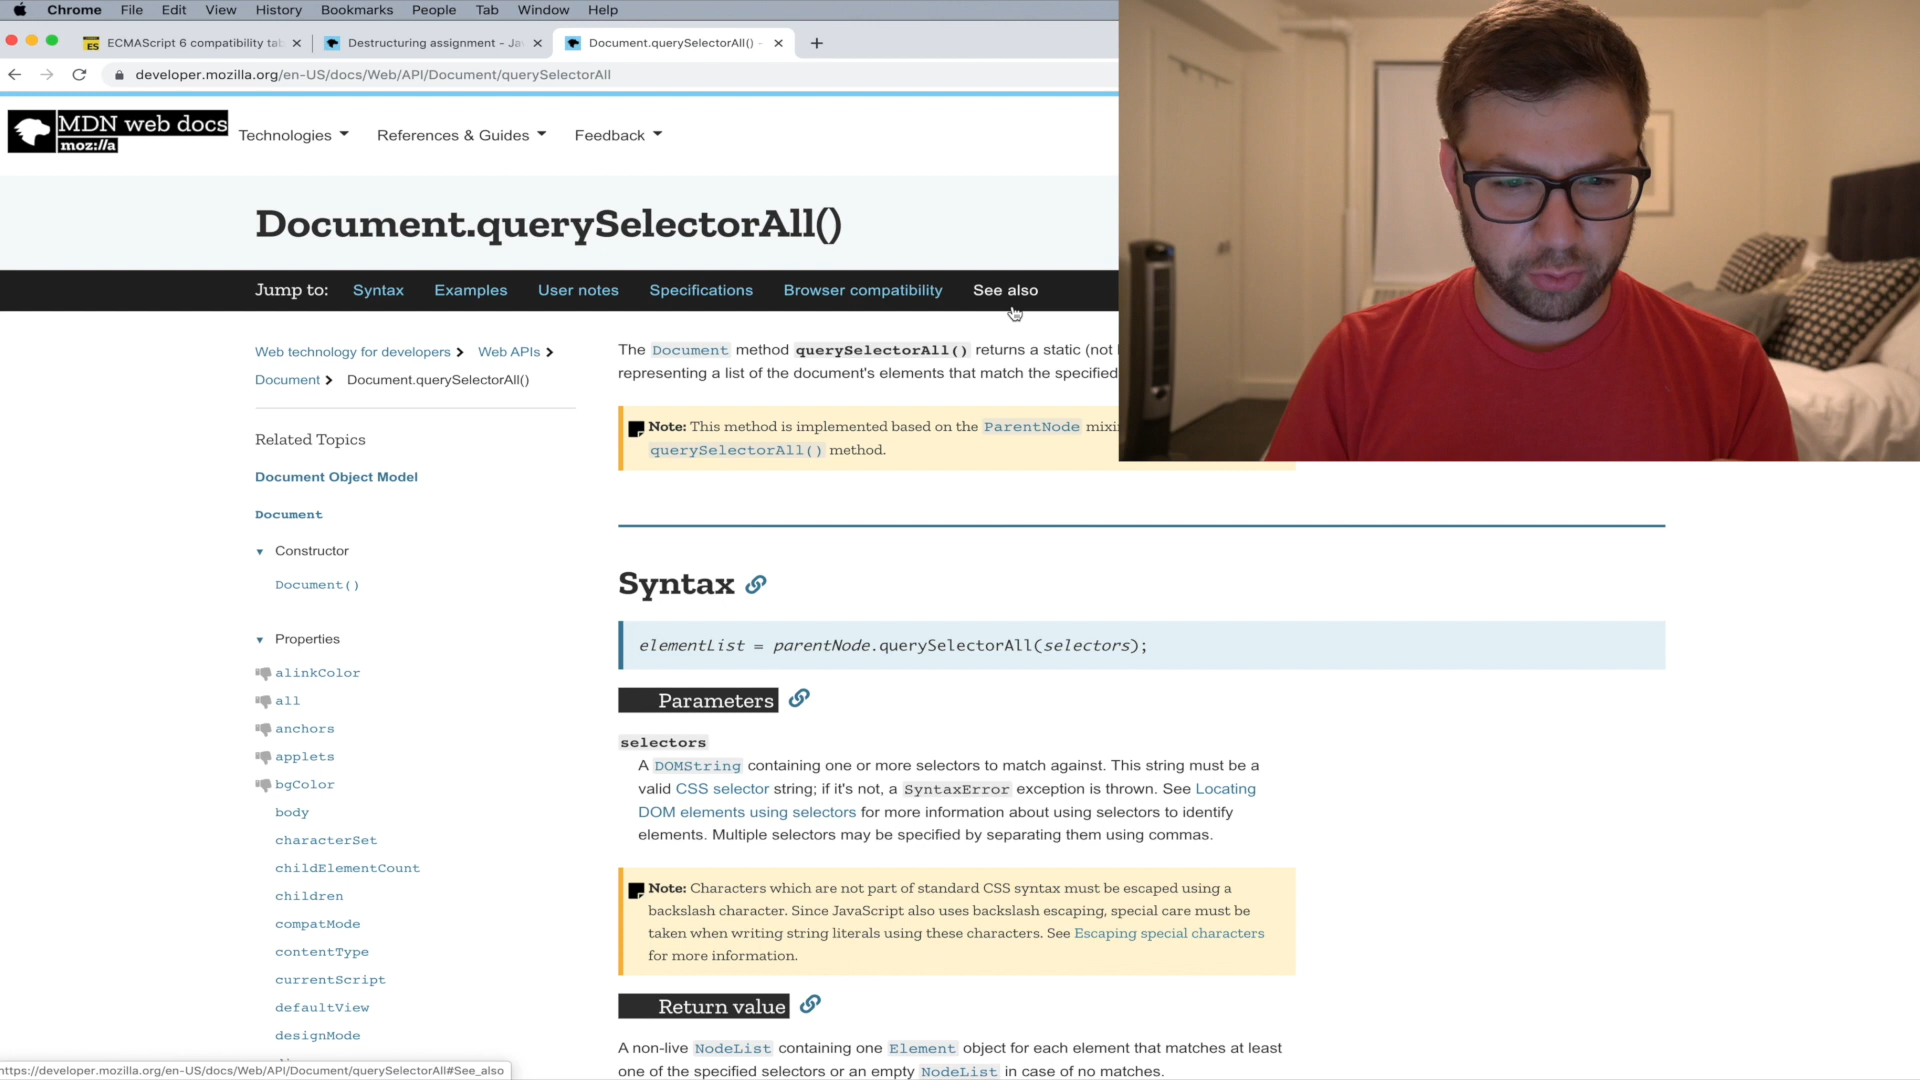 Chrome File Edit View History Bookmarks People Tab Window Help
ECMAScript 6 compatibility tab
Destructuring assignment - Ja
Document.querySelectorAll() -
developer.mozilla.org/en-US/docs/Web/API/Document/querySelectorAll
MDN web docs
moz://a
Technologies References & Guides Feedback
Document.querySelectorAll()
Jump to: Syntax Examples User notes Specifications Browser compatibility See also
Web technology for developers Web APIs
Document Document.querySelectorAll()
Related Topics
Document Object Model
Document
Constructor
Document()
Properties
alinkColor
all
anchors
applets
bgColor
body
characterSet
childElementCount
children
compatMode
contentType
currentScript
defaultView
designMode
The Document method querySelectorAll() returns a static (not
representing a list of the document's elements that match the specified
Note: This method is implemented based on the ParentNode
querySelectorAll() method.
Syntax
elementList = parentNode.querySelectorAll(selectors);
Parameters
selectors
A DOMString containing one or more selectors to match against. This string must be a
valid CSS selector string; if it's not, a SyntaxError exception is thrown. See Locating
DOM elements using selectors for more information about using selectors to identify
elements. Multiple selectors may be specified by separating them using commas.
Note: Characters which are not part of standard CSS syntax must be escaped using a
backslash character. Since JavaScript also uses backslash escaping, special care must be
taken when writing string literals using these characters. See Escaping special characters
for more information.
Return value
A non-live NodeList containing one Element object for each element that matches at least
one of the specified selectors or an empty NodeList in case of no matches.
https://developer.mozilla.org/en-US/docs/Web/API/Document/querySelectorAll#See_also